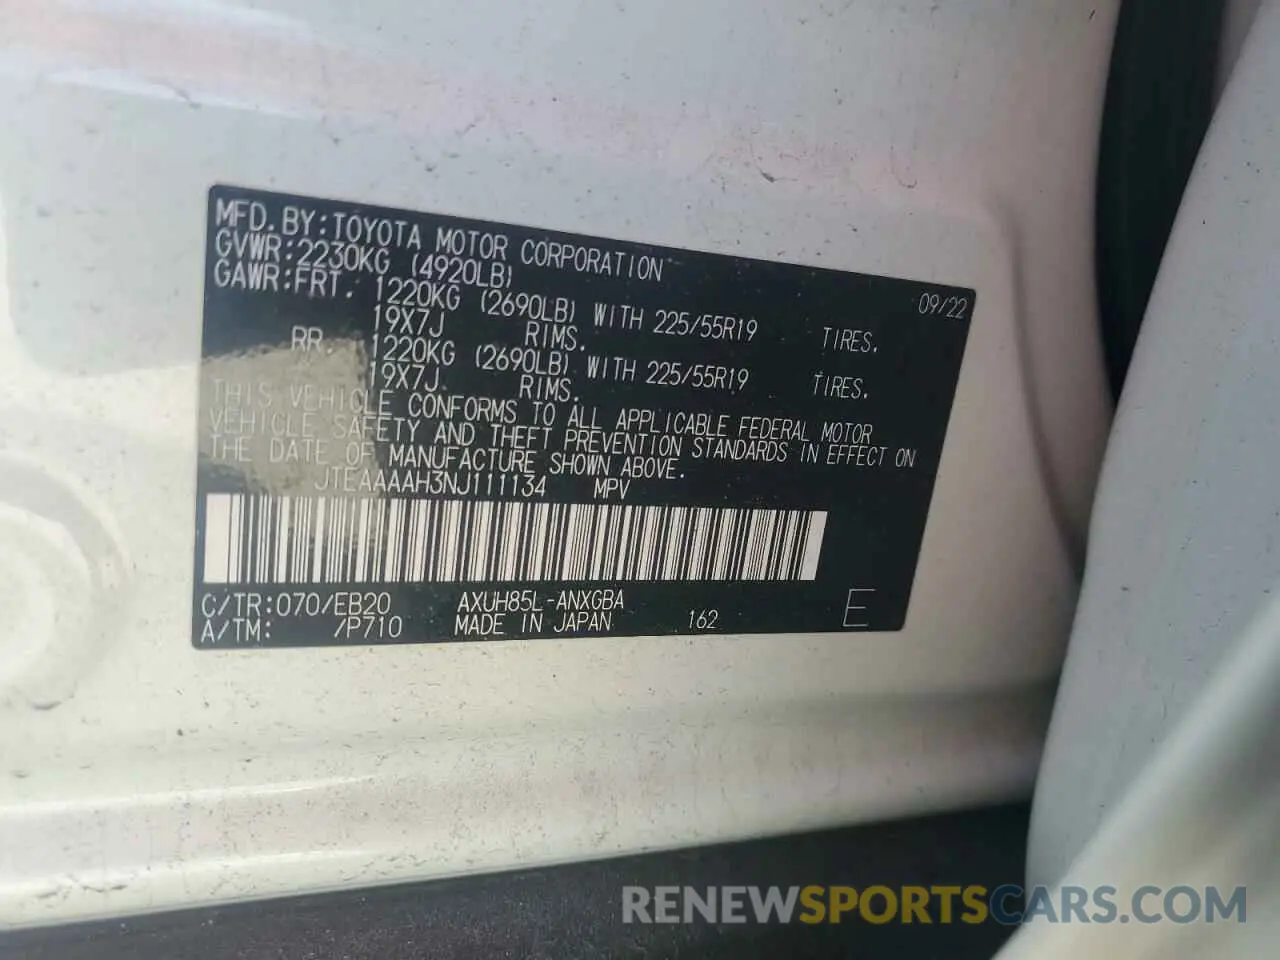 MFD. BY: TOYOTA MOTOR CORPORATION 09/22
GVWR: 2230KG (4920LB)
GAWR: FRT. 1220KG (2690LB) WITH 225/55R19 TIRES.
19X7J RIMS.
RR. 1220KG (2690LB) WITH 225/55R19 TIRES.
19X7J RIMS.
THIS VEHICLE CONFORMS TO ALL APPLICABLE FEDERAL MOTOR
VEHICLE SAFETY AND THEFT PREVENTION STANDARDS IN EFFECT ON
THE DATE OF MANUFACTURE SHOWN ABOVE.
JTEAAAAH3NJ111134 MPV
C/TR: 070/EB20 AXUH85L-ANXGBA
A/TM: /P710 MADE IN JAPAN 162 E
RENEWSPORTSCARS.COM